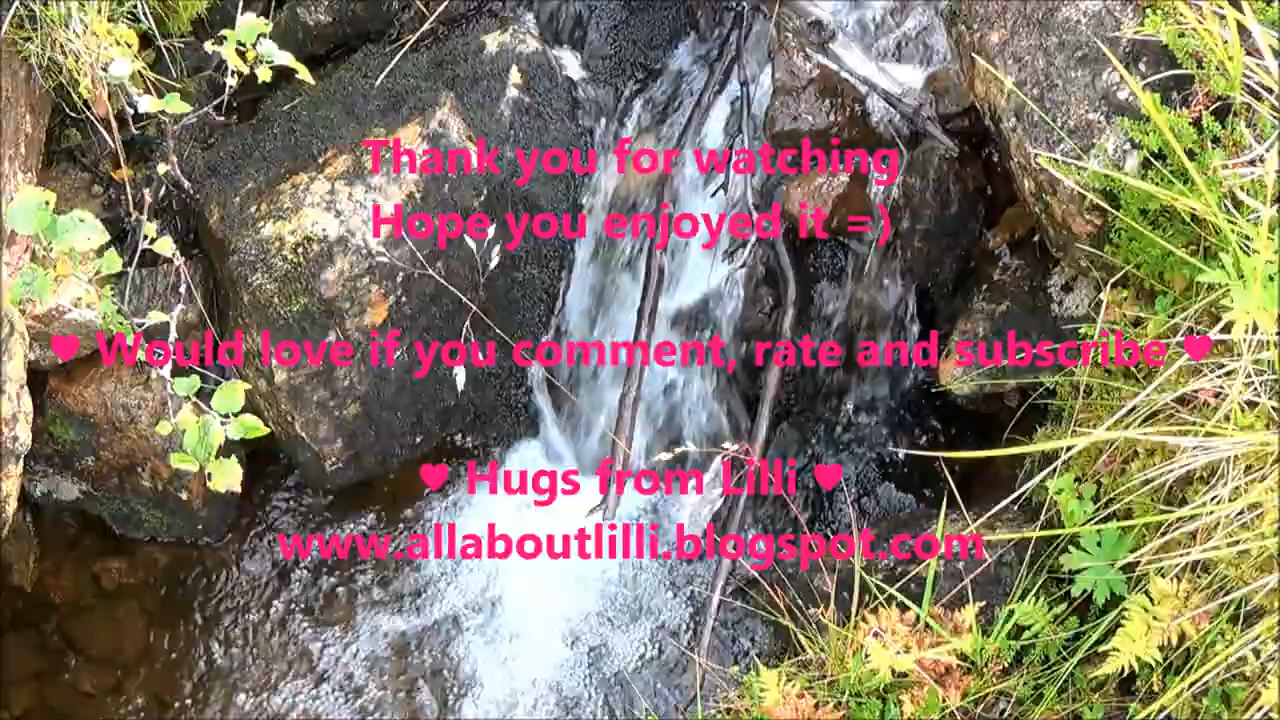 Thank you for watching
Hope you enjoyed it =)
♥ Would love if you comment, rate and subscribe ♥
♥ Hugs from Lilli ♥
www.allaboutlilli.blogspot.com